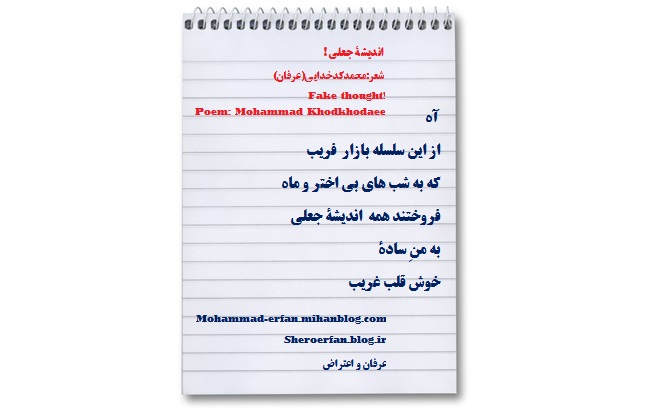 اندیشهٔ جعلی !
شعر:محمدکدخدایی(عرفان)
Fake thought!
Poem: Mohammad Khodkhodaee
آه
از این سلسله بازار فریب
که به شب های بی اختر و ماه
فروختند همه اندیشهٔ جعلی
به منِ سادهٔ
خوش قلب غریب
Mohammad-erfan.mihanblog.com
Sheroerfan.blog.ir
عرفان و اعتراض